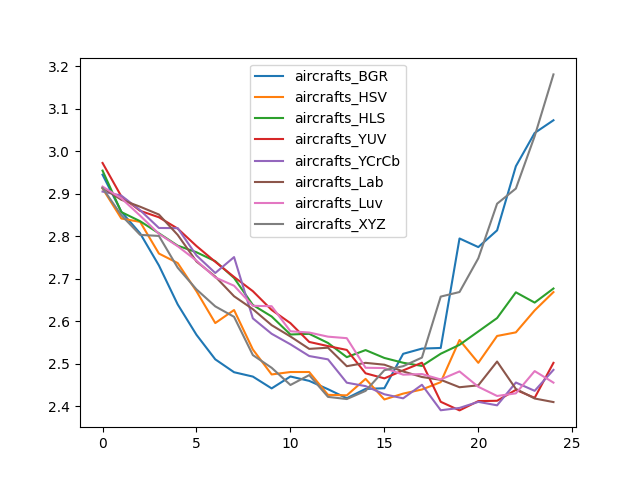 3.2
3.1
3.0
2.9
2.8
2.7
2.6
2.5
2.4
aircrafts_BGR
aircrafts_HSV
aircrafts_HLS
aircrafts_YUV
aircrafts_YCrCb
aircrafts_Lab
aircrafts_Luv
aircrafts_XYZ
0 5 10 15 20 25